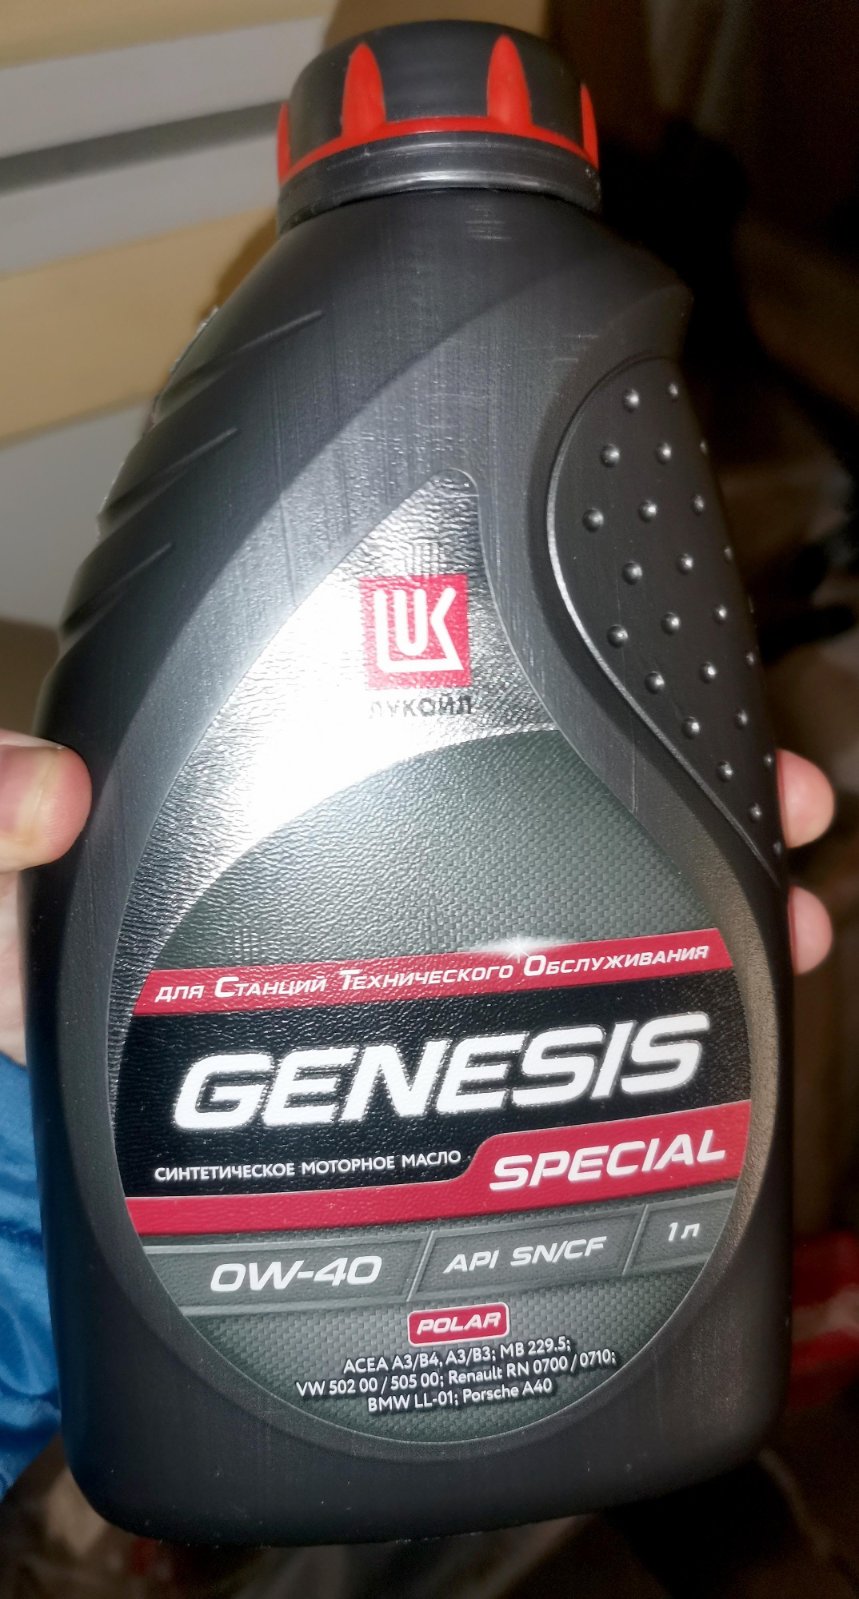 LUK
ЛУКОЙЛ
для Станций Технического Обслуживания
GENESIS
СИНТЕТИЧЕСКОЕ МОТОРНОЕ МАСЛО
SPECIAL
0W-40
API SN/CF
1 л
POLAR
ACEA A3/B4, A3/B3; MB 229.5;
VW 502 00 / 505 00; Renault RN 0700 / 0710;
BMW LL-01; Porsche A40